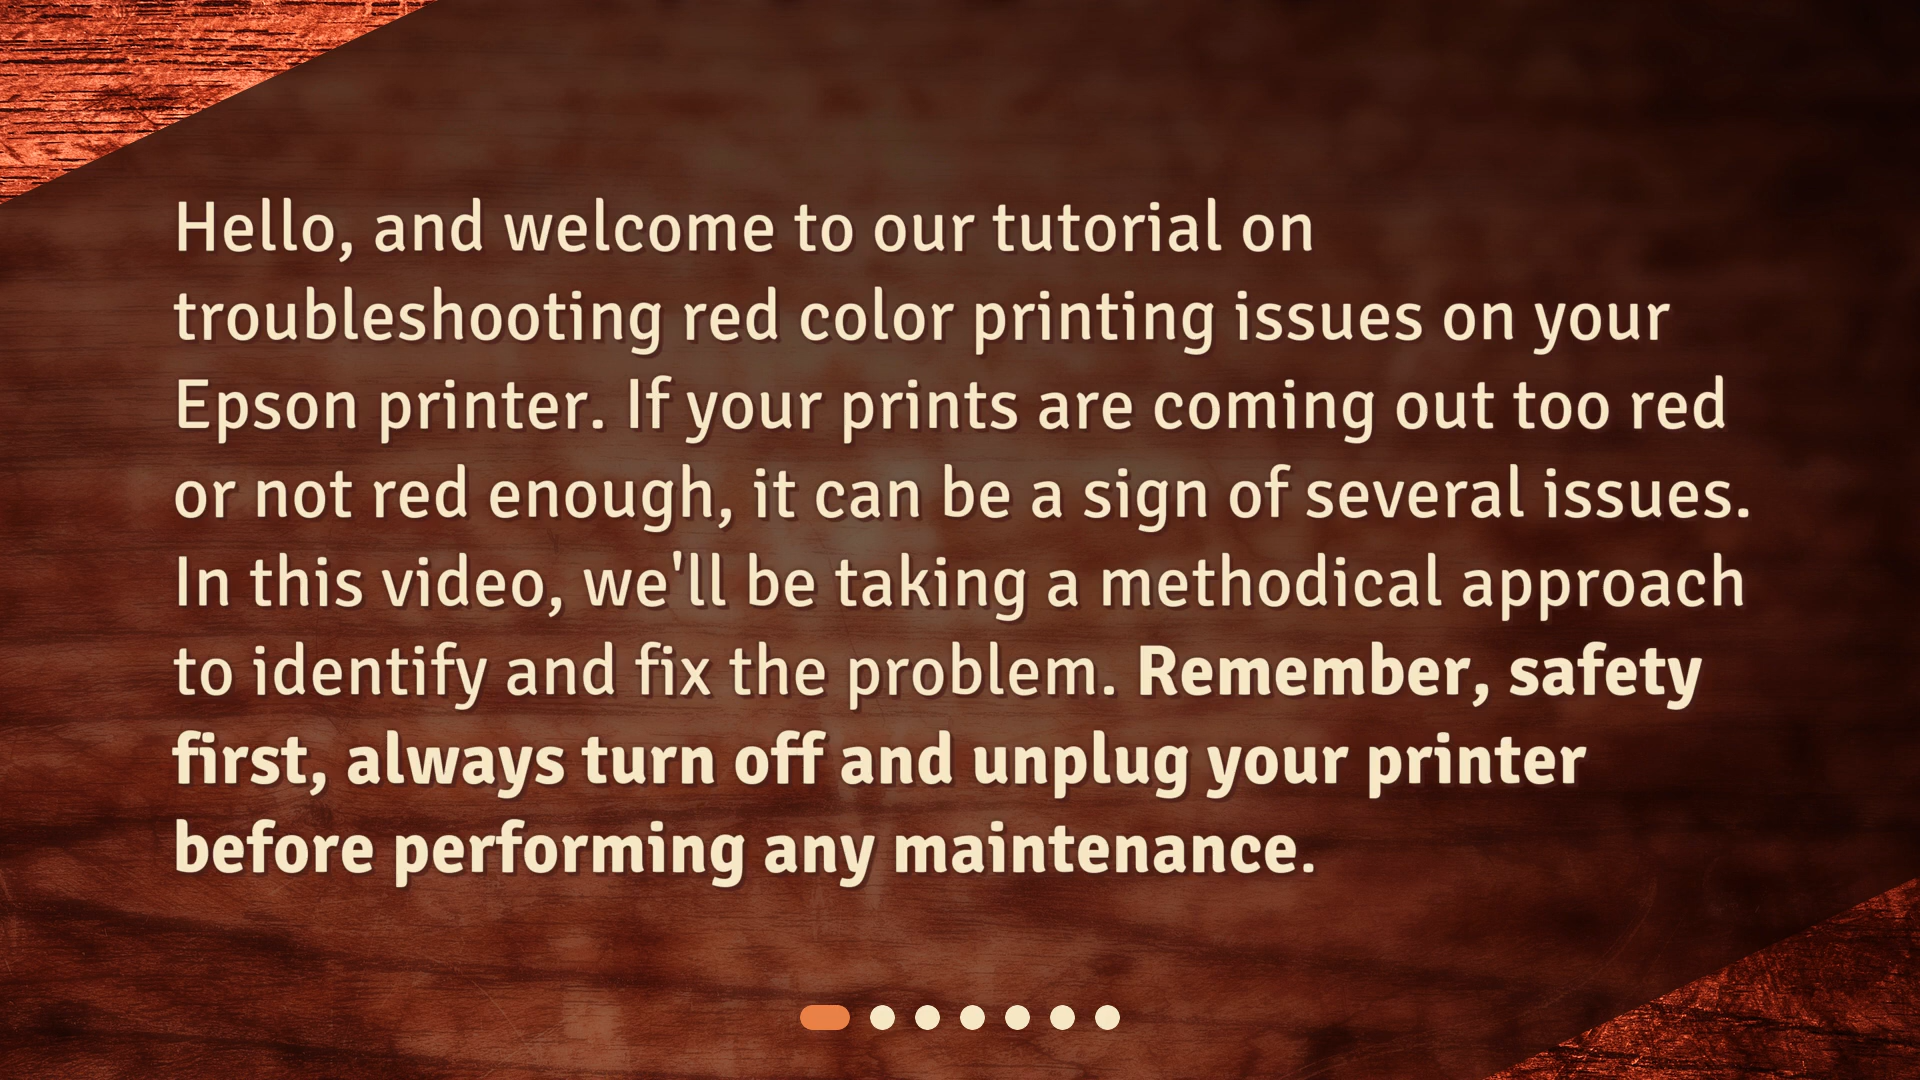 Hello, and welcome to our tutorial on
troubleshooting red color printing issues on your
Epson printer. If your prints are coming out too red
or not red enough, it can be a sign of several issues.
In this video, we'll be taking a methodical approach
to identify and fix the problem. Remember, safety
first, always turn off and unplug your printer
before performing any maintenance.